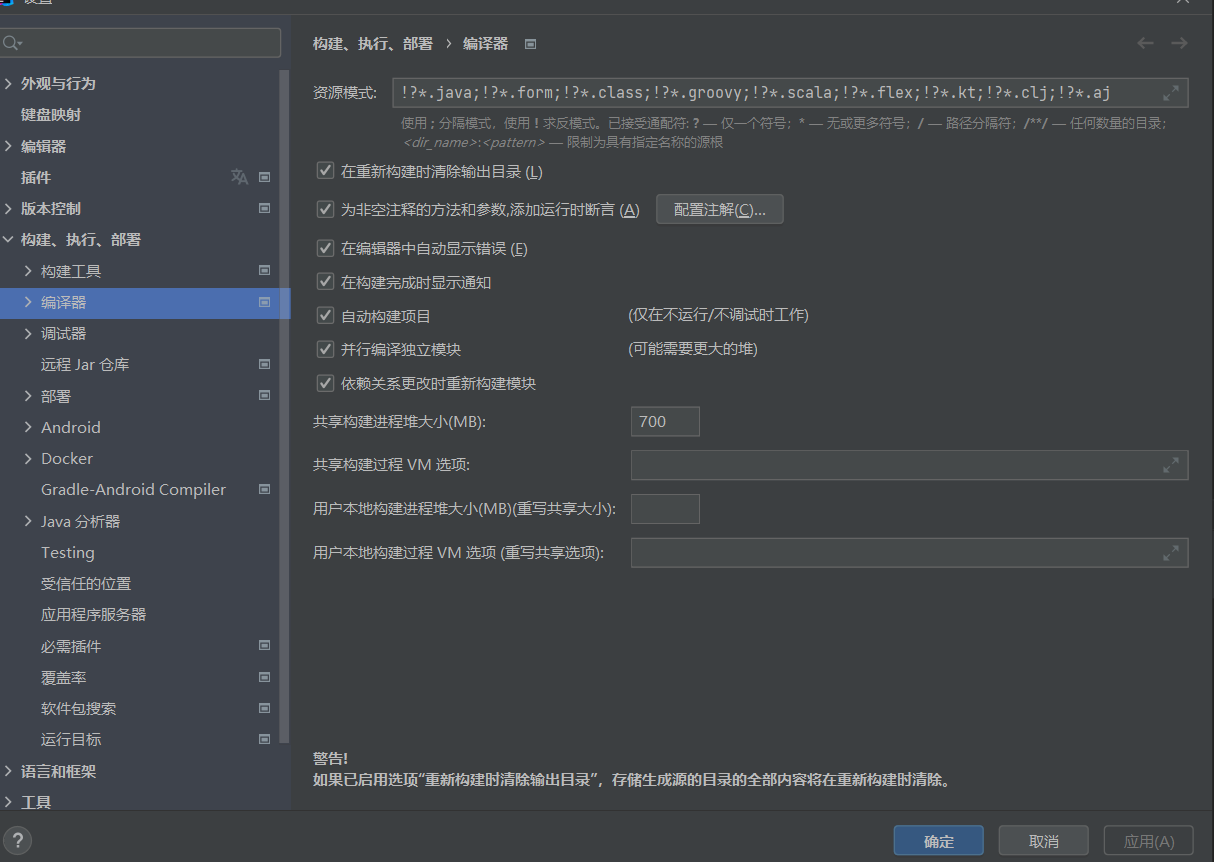 设置
外观与行为
键盘映射
编辑器
插件
版本控制
构建、执行、部署
构建工具
编译器
调试器
远程 Jar 仓库
部署
Android
Docker
Gradle-Android Compiler
Java 分析器
Testing
受信任的位置
应用程序服务器
必需插件
覆盖率
软件包搜索
运行目标
语言和框架
工具
构建、执行、部署 › 编译器
资源模式: !?*.java;!?*.form;!?*.class;!?*.groovy;!?*.scala;!?*.flex;!?*.kt;!?*.clj;!?*.aj
使用 ; 分隔模式，使用 ! 求反模式。已接受通配符: ? — 仅一个符号；* — 无或更多符号；/ — 路径分隔符；/**/ — 任何数量的目录；
<dir_name>:<pattern> — 限制为具有指定名称的源根
在重新构建时清除输出目录 (L)
为非空注释的方法和参数,添加运行时断言 (A) 配置注解(C)...
在编辑器中自动显示错误 (E)
在构建完成时显示通知
自动构建项目 (仅在不运行/不调试时工作)
并行编译独立模块 (可能需要更大的堆)
依赖关系更改时重新构建模块
共享构建进程堆大小(MB): 700
共享构建过程 VM 选项:
用户本地构建进程堆大小(MB)(重写共享大小):
用户本地构建过程 VM 选项 (重写共享选项):
警告!
如果已启用选项“重新构建时清除输出目录”，存储生成源的目录的全部内容将在重新构建时清除。
?
确定 取消 应用(A)